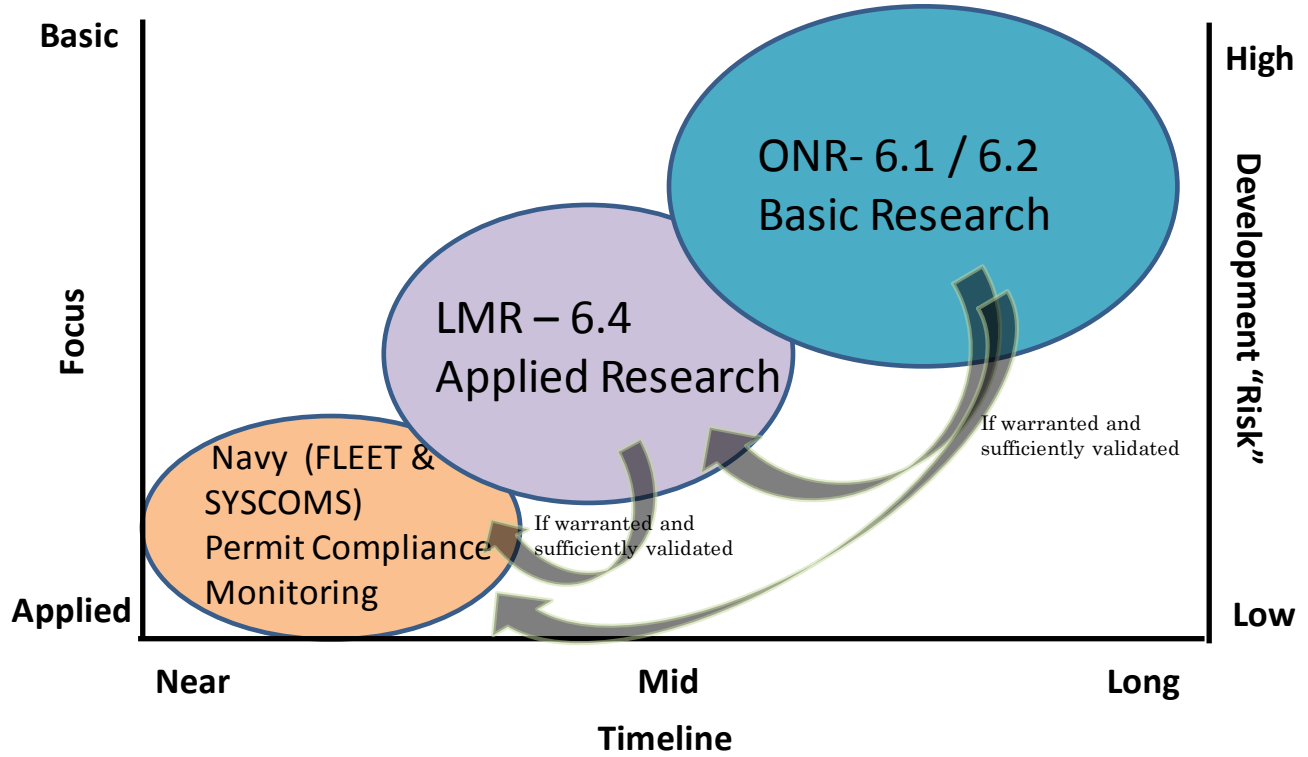 Basic
High
ONR- 6.1 / 6.2
Basic Research
Development “Risk”
Focus
LMR – 6.4
Applied Research
If warranted and
sufficiently validated
Navy (FLEET &
SYSCOMS)
Permit Compliance
Monitoring
If warranted and
sufficiently validated
Applied
Low
Near
Mid
Long
Timeline